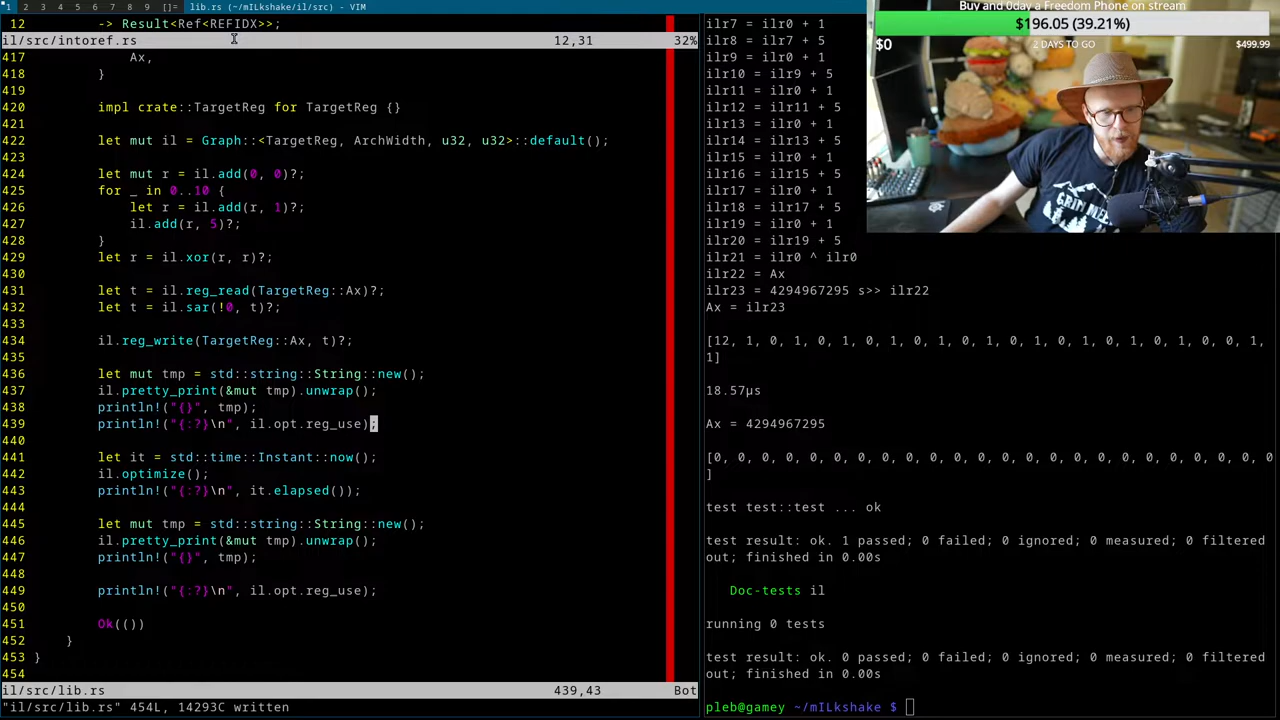 1 2 3 4 5 6 7 8 9 []= lib.rs (~/mILkshake/il/src) - VIM
12 -> Result<Ref<REFIDX>>;
il/src/intoref.rs 12,31 32%
417 Ax,
418 }
419
420 impl crate::TargetReg for TargetReg {}
421
422 let mut il = Graph::<TargetReg, ArchWidth, u32, u32>::default();
423
424 let mut r = il.add(0, 0)?;
425 for _ in 0..10 {
426 let r = il.add(r, 1)?;
427 il.add(r, 5)?;
428 }
429 let r = il.xor(r, r)?;
430
431 let t = il.reg_read(TargetReg::Ax)?;
432 let t = il.sar(!0, t)?;
433
434 il.reg_write(TargetReg::Ax, t)?;
435
436 let mut tmp = std::string::String::new();
437 il.pretty_print(&mut tmp).unwrap();
438 println!("{}", tmp);
439 println!("{:?}\n", il.opt.reg_use);
440
441 let it = std::time::Instant::now();
442 il.optimize();
443 println!("{:?}\n", it.elapsed());
444
445 let mut tmp = std::string::String::new();
446 il.pretty_print(&mut tmp).unwrap();
447 println!("{}", tmp);
448
449 println!("{:?}\n", il.opt.reg_use);
450
451 Ok(())
452 }
453 }
454
il/src/lib.rs 439,43 Bot
"il/src/lib.rs" 454L, 14293C written
ilr7 = ilr0 + 1
ilr8 = ilr7 + 5
ilr9 = ilr0 + 1
ilr10 = ilr9 + 5
ilr11 = ilr0 + 1
ilr12 = ilr11 + 5
ilr13 = ilr0 + 1
ilr14 = ilr13 + 5
ilr15 = ilr0 + 1
ilr16 = ilr15 + 5
ilr17 = ilr0 + 1
ilr18 = ilr17 + 5
ilr19 = ilr0 + 1
ilr20 = ilr19 + 5
ilr21 = ilr0 ^ ilr0
ilr22 = Ax
ilr23 = 4294967295 s>> ilr22
Ax = ilr23
[12, 1, 0, 1, 0, 1, 0, 1, 0, 1, 0, 1, 0, 1, 0, 1, 0, 1, 0, 1, 0, 0, 1,
1]
18.57µs
Ax = 4294967295
[0, 0, 0, 0, 0, 0, 0, 0, 0, 0, 0, 0, 0, 0, 0, 0, 0, 0, 0, 0, 0, 0, 0, 0
]
test test::test ... ok
test result: ok. 1 passed; 0 failed; 0 ignored; 0 measured; 0 filtered
out; finished in 0.00s
Doc-tests il
running 0 tests
test result: ok. 0 passed; 0 failed; 0 ignored; 0 measured; 0 filtered
out; finished in 0.00s
pleb@gamey ~/mILkshake $
Buy and 0day a Freedom Phone on stream
$196.05 (39.21%)
$0 2 DAYS TO GO $499.99